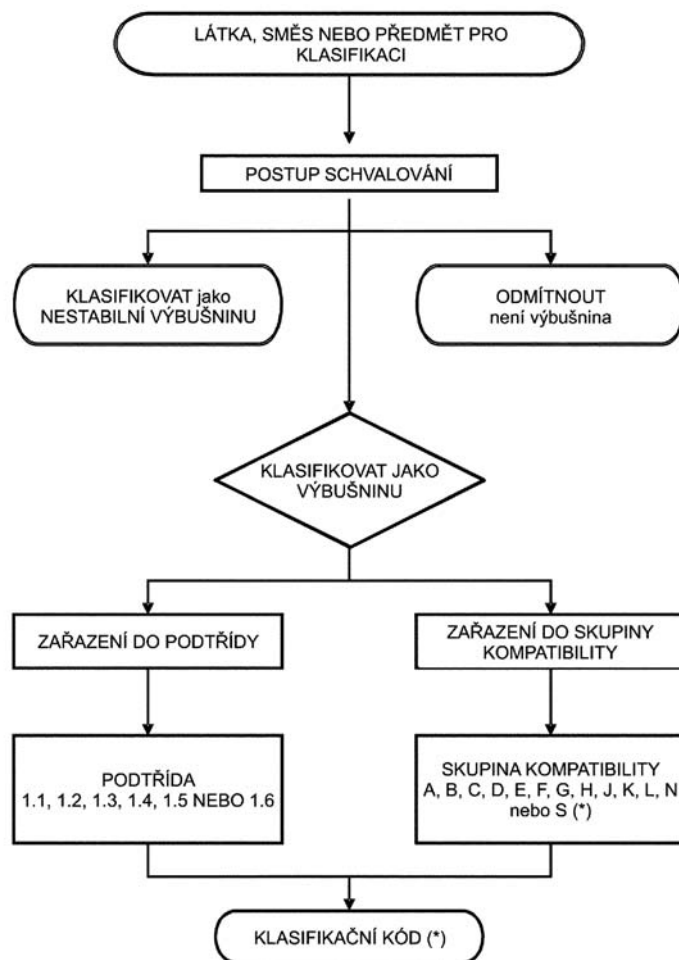 LÁTKA, SMĚS NEBO PŘEDMĚT PRO
KLASIFIKACI
POSTUP SCHVALOVÁNÍ
KLASIFIKOVAT jako
NESTABILNÍ VÝBUŠNINU
ODMÍTNOUT
není výbušnina
KLASIFIKOVAT JAKO
VÝBUŠNINU
ZAŘAZENÍ DO PODTŘÍDY
ZAŘAZENÍ DO SKUPINY
KOMPATIBILITY
PODTŘÍDA
1.1, 1.2, 1.3, 1.4, 1.5 NEBO 1.6
SKUPINA KOMPATIBILITY
A, B, C, D, E, F, G, H, J, K, L, N
nebo S (*)
KLASIFIKAČNÍ KÓD (*)